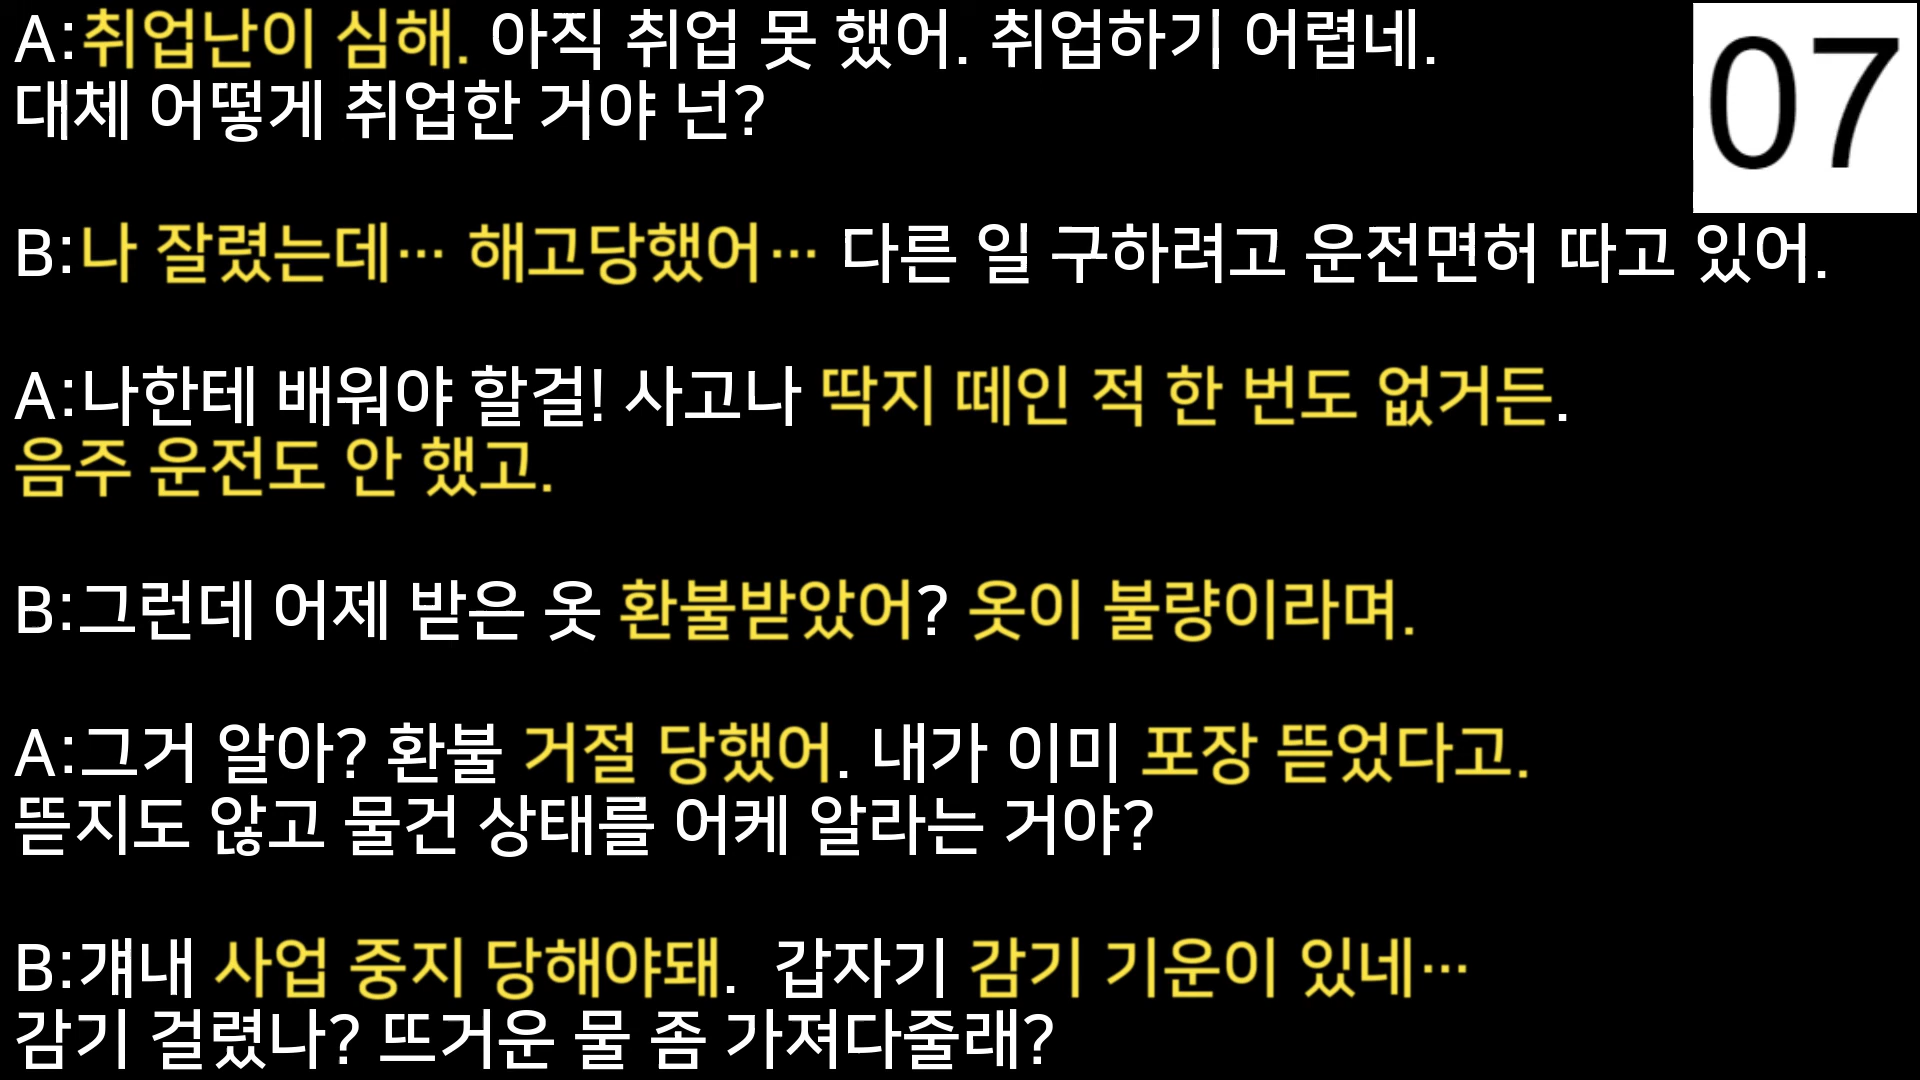 A:취업난이 심해. 아직 취업 못 했어. 취업하기 어렵네.
대체 어떻게 취업한 거야 넌?
07
B:나 잘렸는데… 해고당했어… 다른 일 구하려고 운전면허 따고 있어.
A:나한테 배워야 할걸! 사고나 딱지 떼인 적 한 번도 없거든.
음주 운전도 안 했고.
B:그런데 어제 받은 옷 환불받았어? 옷이 불량이라며.
A:그거 알아? 환불 거절 당했어. 내가 이미 포장 뜯었다고.
뜯지도 않고 물건 상태를 어케 알라는 거야?
B:걔내 사업 중지 당해야돼. 갑자기 감기 기운이 있네…
감기 걸렸나? 뜨거운 물 좀 가져다줄래?